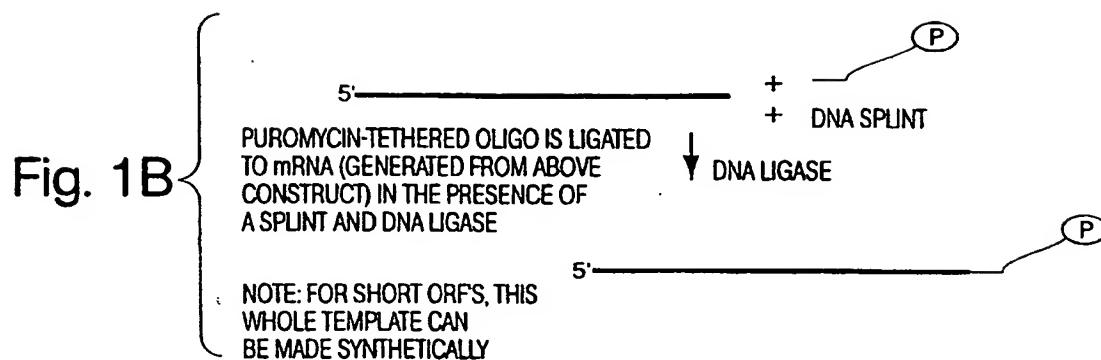 Fig. 1B
P
5'
+
+ DNA SPLINT
PUROMYCIN-TETHERED OLIGO IS LIGATED
TO mRNA (GENERATED FROM ABOVE
CONSTRUCT) IN THE PRESENCE OF
A SPLINT AND DNA LIGASE
DNA LIGASE
P
5'
NOTE: FOR SHORT ORF'S, THIS
WHOLE TEMPLATE CAN
BE MADE SYNTHETICALLY